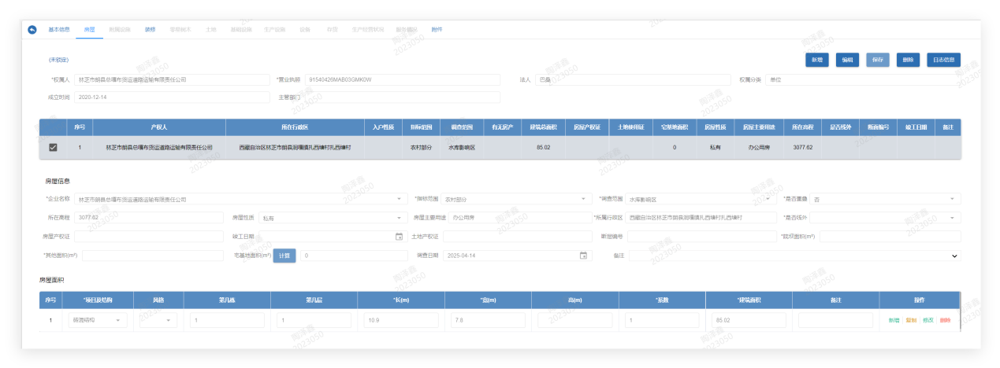 基本信息 房屋 附属设施 装修 零星树木 土地 基础设施 生产设施 设备 存货 生产经营状况 服务情况 附件
(未锁定) 新增 编辑 保存 删除 日志信息
*权属人 林芝市朗县总嘎布货运道路运输有限责任公司 *营业执照 91540426MAB03GMK0W 法人 巴桑 权属分类 单位
成立时间 2020-12-14 主管部门
序号 产权人 所在行政区 入户性质 指标范围 调查范围 有无房产 建筑总面积 房屋产权证 土地使用证 宅基地面积 房屋性质 房屋主要用途 所在高程 是否线外 断面编号 竣工日期 备注
1 林芝市朗县总嘎布货运道路运输有限责任公司 西藏自治区林芝市朗县洞嘎镇扎西塘村扎西塘村 农村部分 水库影响区 85.02 0 私有 办公用房 3077.62
房屋信息
*企业名称 林芝市朗县总嘎布货运道路运输有限责任公司 *指标范围 农村部分 *调查范围 水库影响区 *是否重叠 否
所在高程 3077.62 房屋性质 私有 房屋主要用途 办公用房 *所属行政区 西藏自治区林芝市朗县洞嘎镇扎西塘村扎西塘村 *是否线外
房屋产权证 竣工日期 土地产权证 断层编号 *院坝面积(m²)
*其他面积(m²) 宅基地面积(m²) 计算 0 调查日期 2025-04-14 备注
房屋面积
序号 *项目及结构 风格 第几栋 第几层 *长(m) *宽(m) 高(m) *系数 *建筑面积 备注 操作
1 砖混结构 1 1 10.9 7.8 1 85.02 新增 复制 修改 删除